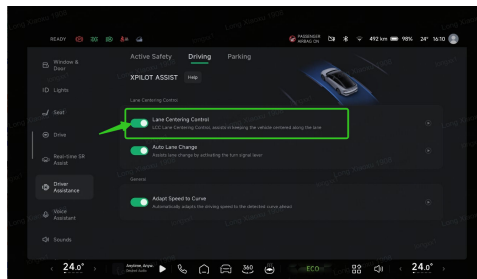 READY
PASSENGER
AIRBAG ON
492 km
98%
24°
16:10
Window &
Door
Lights
Seat
Drive
Real-time SR
Assist
Driver
Assistance
Voice
Assistant
Sounds
Active Safety
Driving
Parking
XPILOT ASSIST
Help
Lane Centering Control
Lane Centering Control
LCC Lane Centering Control, assists in keeping the vehicle centered along the lane
Auto Lane Change
Assists lane change by activating the turn signal lever
General
Adapt Speed to Curve
Automatically adapts the driving speed to the detected curve ahead
24.0°
360
ECO
24.0°